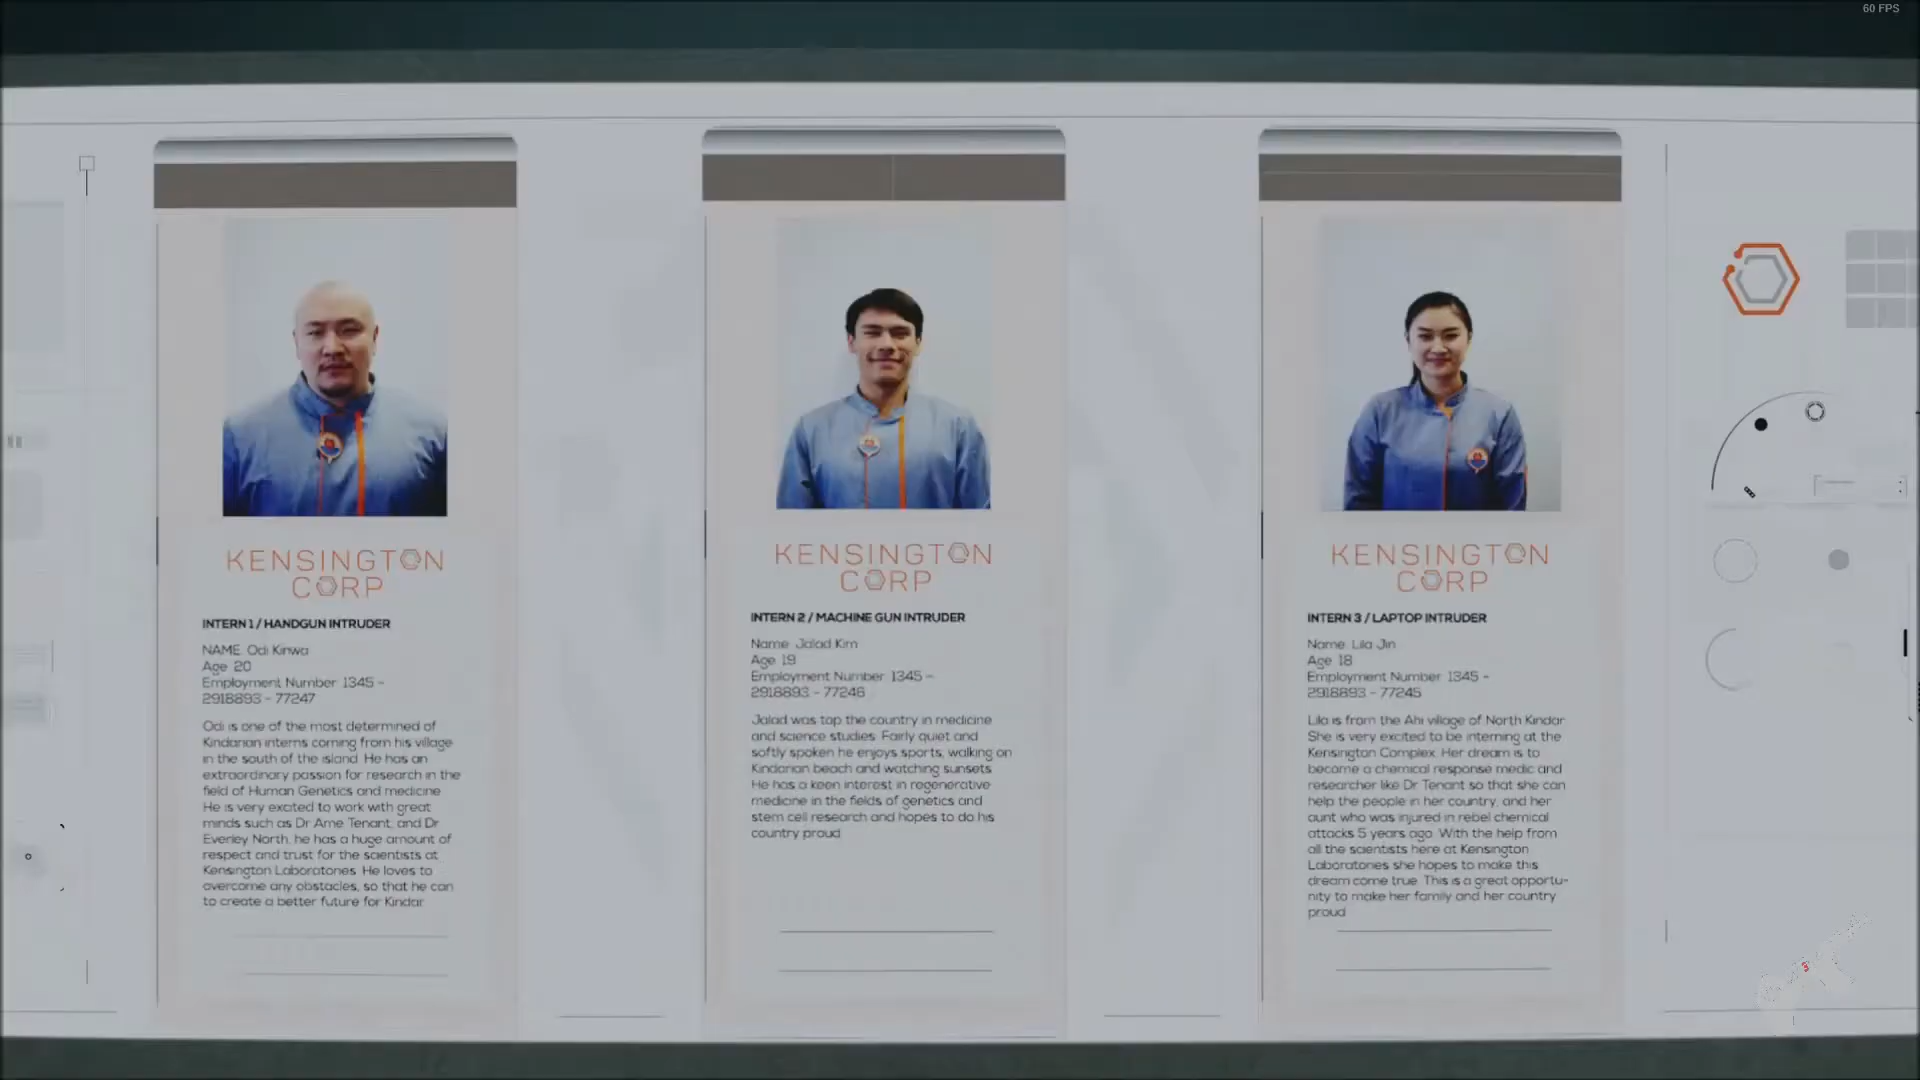 60 FPS
KENSINGTON
CORP
INTERN 1 / HANDGUN INTRUDER
NAME Odi Kinwa
Age 20
Employment Number 1345 -
2918893 - 77247
Odi is one of the most determined of
Kindarian interns coming from his village
in the south of the island. He has an
extraordinary passion for research in the
field of Human Genetics and medicine
He is very excited to work with great
minds such as Dr Ame Tenant, and Dr
Everley North, he has a huge amount of
respect and trust for the scientists at
Kensington Laboratories. He loves to
overcome any obstacles, so that he can
to create a better future for Kindar
KENSINGTON
CORP
INTERN 2 / MACHINE GUN INTRUDER
Name Jalad Kim
Age 19
Employment Number 1345 -
2918893 - 77246
Jalad was top the country in medicine
and science studies. Fairly quiet and
softly spoken he enjoys sports, walking on
Kindarian beach and watching sunsets
He has a keen interest in regenerative
medicine in the fields of genetics and
stem cell research and hopes to do his
country proud
KENSINGTON
CORP
INTERN 3 / LAPTOP INTRUDER
Name Lila Jin
Age 18
Employment Number 1345 -
2918893 - 77245
Lila is from the Ahi village of North Kindar
She is very excited to be interning at the
Kensington Complex. Her dream is to
become a chemical response medic and
researcher like Dr Tenant so that she can
help the people in her country, and her
aunt who was injured in rebel chemical
attacks 5 years ago. With the help from
all the scientists here at Kensington
Laboratories she hopes to make this
dream come true. This is a great opportu-
nity to make her family and her country
proud